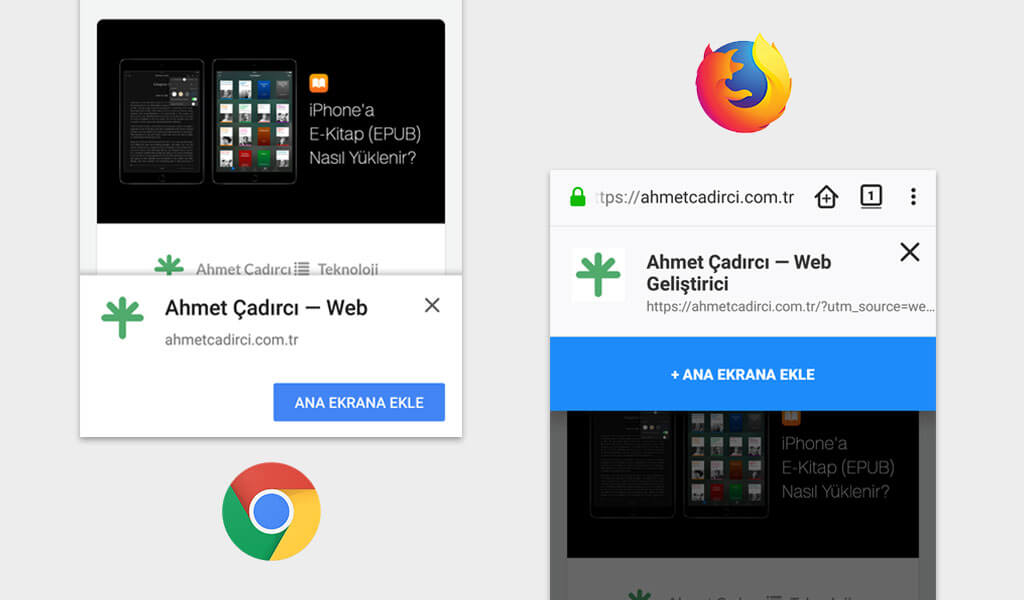 iPhone'a
E-Kitap (EPUB)
Nasıl Yüklenir?
Ahmet Cadırcı Teknoloji
Ahmet Çadırcı — Web
ahmetcadirci.com.tr
ANA EKRANA EKLE
ttps://ahmetcadirci.com.tr
1
Ahmet Çadırcı — Web
Geliştirici
https://ahmetcadirci.com.tr/?utm_source=we...
+ ANA EKRANA EKLE
iPhone'a
E-Kitap (EPUB)
Nasıl Yüklenir?